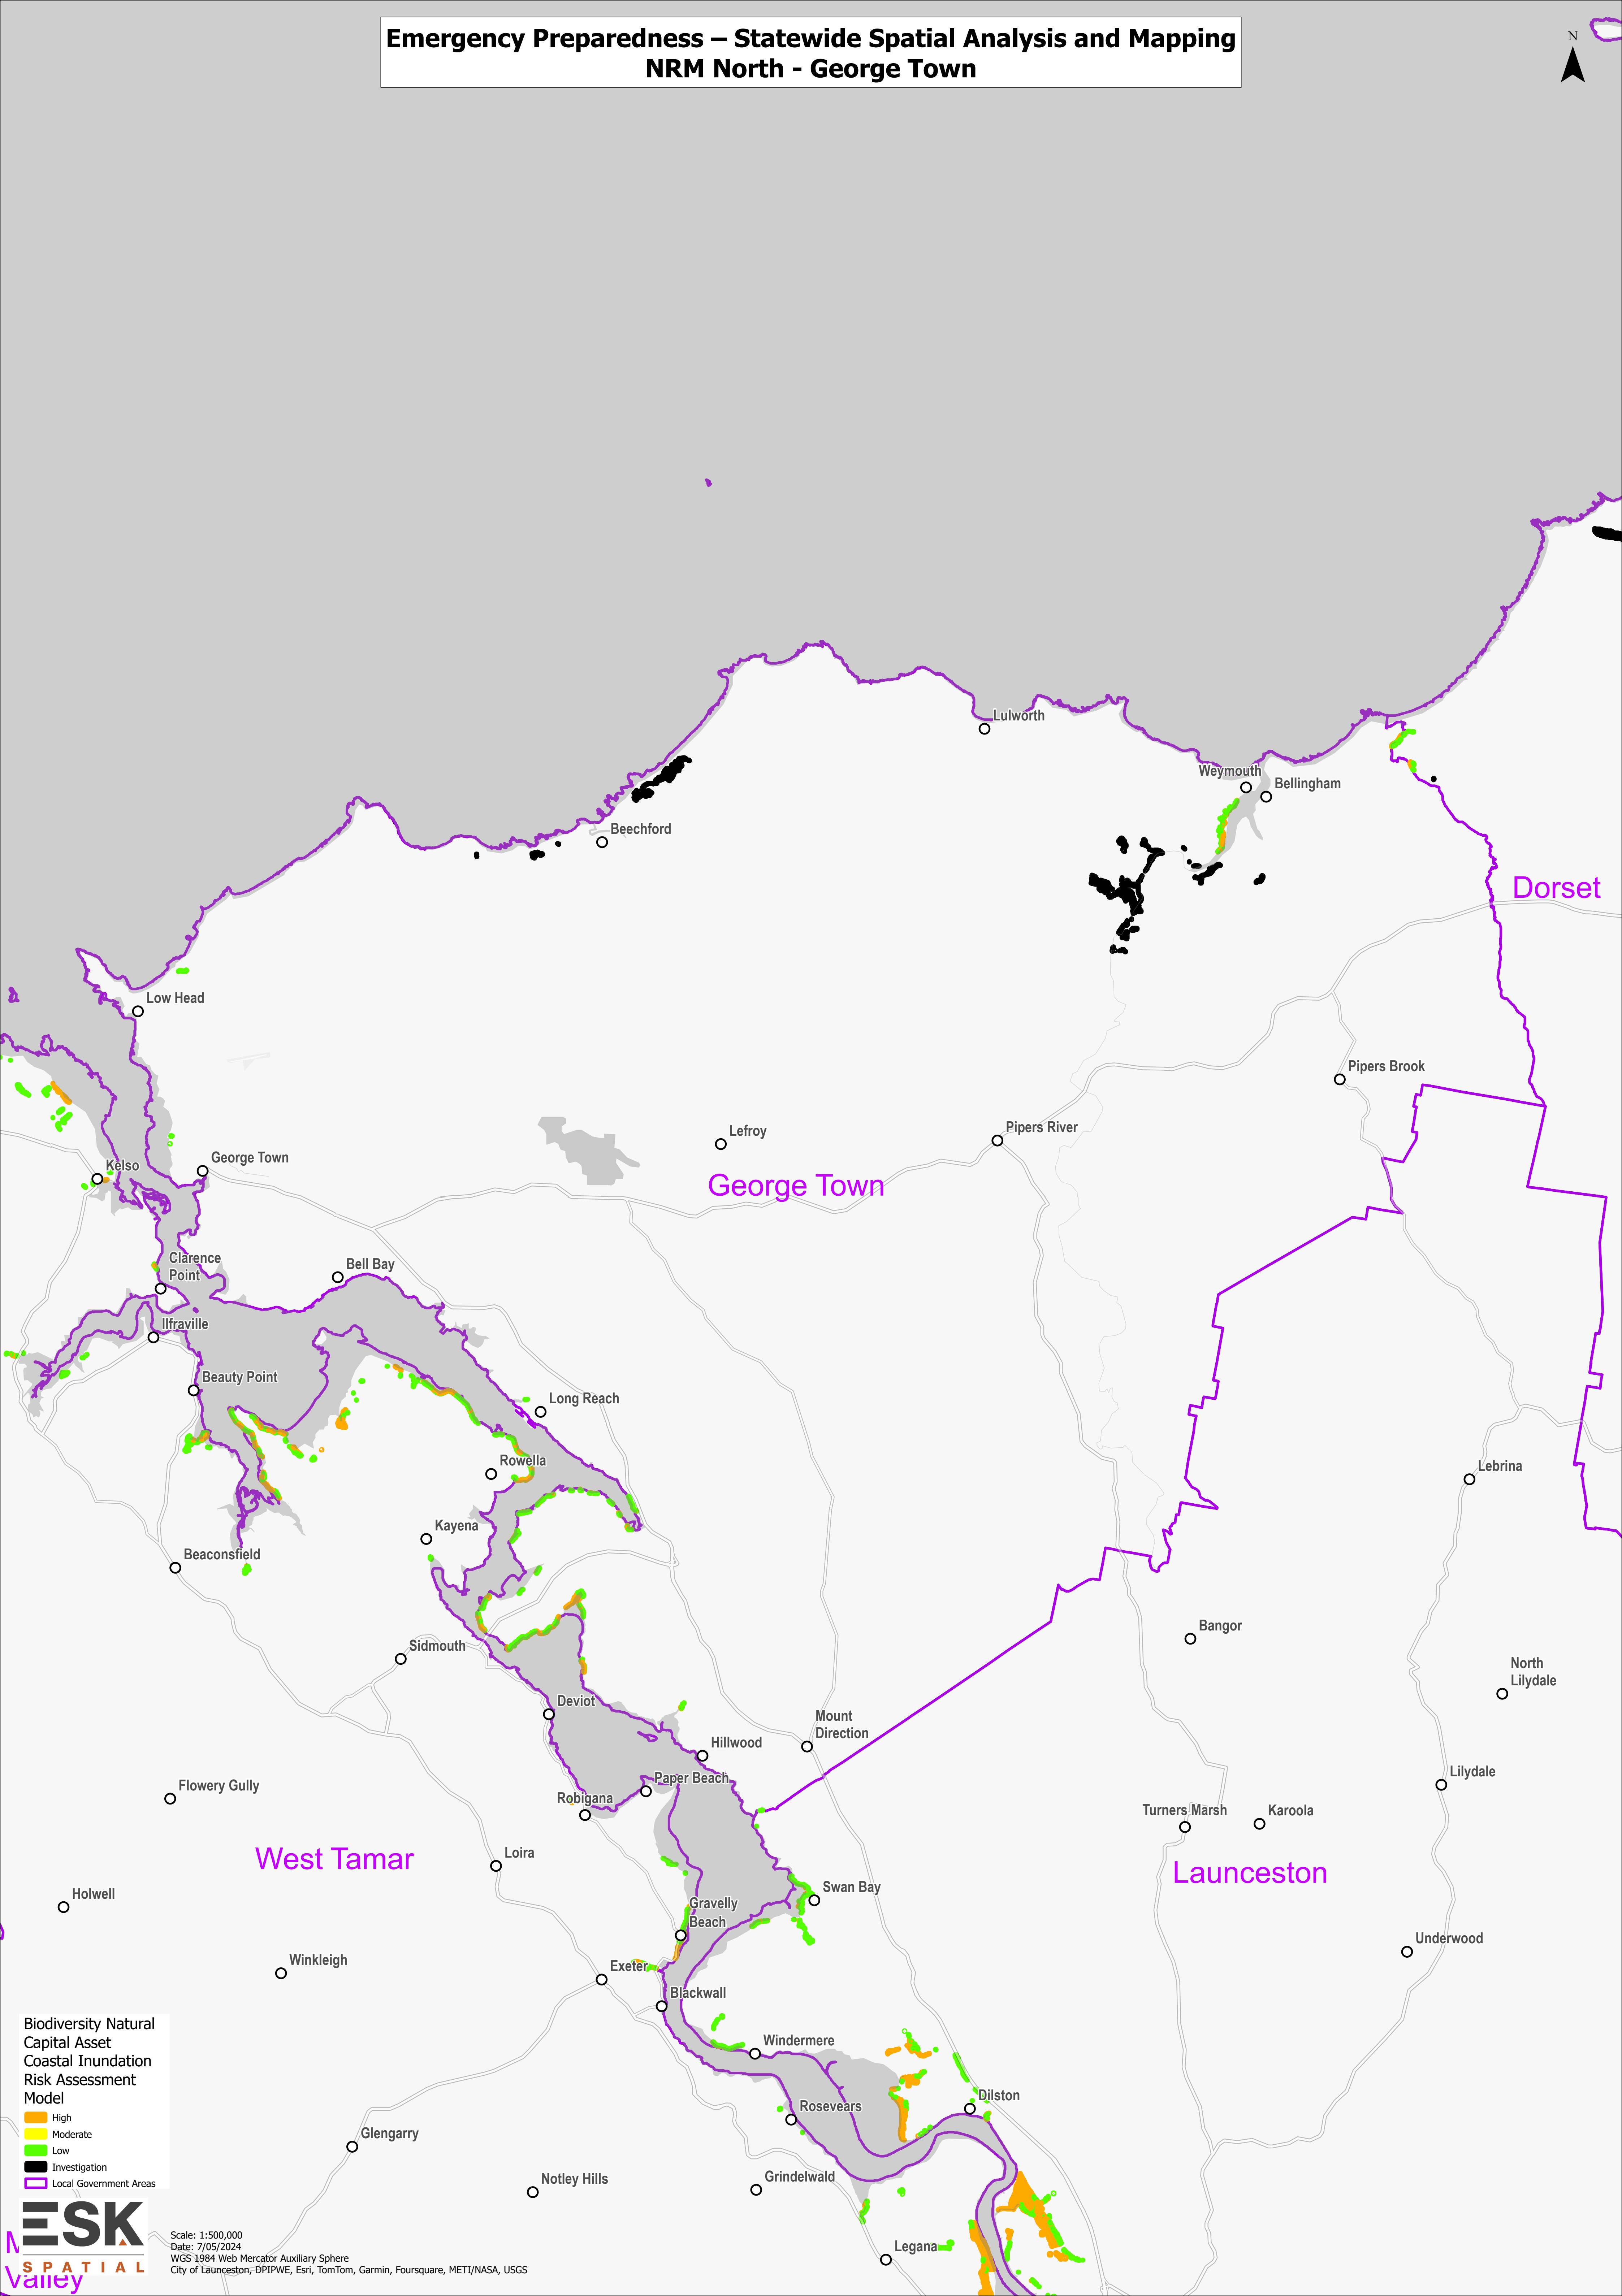 Emergency Preparedness – Statewide Spatial Analysis and Mapping
NRM North - George Town
N
Lulworth
Weymouth
Bellingham
Beechford
Dorset
Low Head
Pipers Brook
Lefroy
Pipers River
Kelso
George Town
George Town
Clarence
Point
Bell Bay
Ilfraville
Beauty Point
Long Reach
Rowella
Lebrina
Kayena
Beaconsfield
Bangor
Sidmouth
North
Lilydale
Deviot
Mount
Direction
Hillwood
Paper Beach
Flowery Gully
Robigana
Lilydale
Turners Marsh
Karoola
West Tamar
Loira
Launceston
Swan Bay
Holwell
Gravelly
Beach
Underwood
Winkleigh
Exeter
Blackwall
Windermere
Dilston
Rosevears
Glengarry
Notley Hills
Grindelwald
Legana
Biodiversity Natural
Capital Asset
Coastal Inundation
Risk Assessment
Model
High
Moderate
Low
Investigation
Local Government Areas
ESK
SPATIAL
Valley
Scale: 1:500,000
Date: 7/05/2024
WGS 1984 Web Mercator Auxiliary Sphere
City of Launceston, DPIPWE, Esri, TomTom, Garmin, Foursquare, METI/NASA, USGS